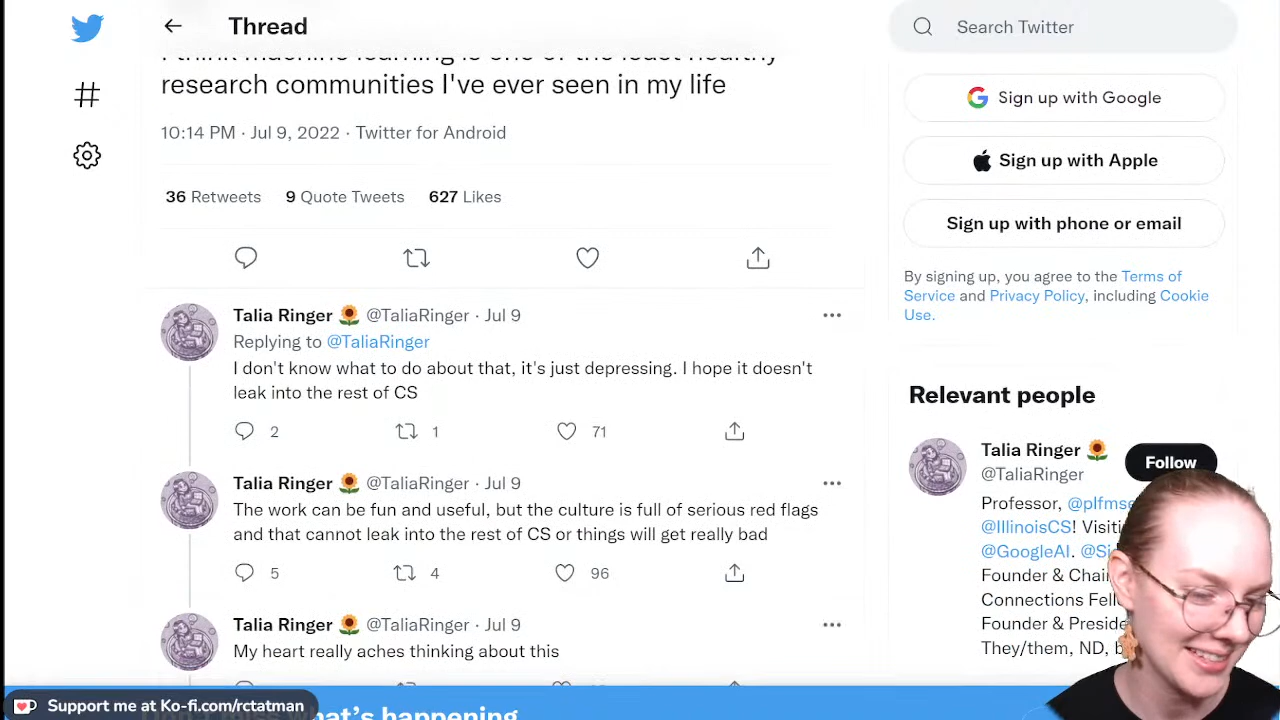 Thread
Search Twitter
research communities I've ever seen in my life
10:14 PM · Jul 9, 2022 · Twitter for Android
36 Retweets 9 Quote Tweets 627 Likes
Talia Ringer 🌻 @TaliaRinger · Jul 9
Replying to @TaliaRinger
I don't know what to do about that, it's just depressing. I hope it doesn't
leak into the rest of CS
2 1 71
Talia Ringer 🌻 @TaliaRinger · Jul 9
The work can be fun and useful, but the culture is full of serious red flags
and that cannot leak into the rest of CS or things will get really bad
5 4 96
Talia Ringer 🌻 @TaliaRinger · Jul 9
My heart really aches thinking about this
Sign up with Google
Sign up with Apple
Sign up with phone or email
By signing up, you agree to the Terms of
Service and Privacy Policy, including Cookie
Use.
Relevant people
Talia Ringer 🌻
@TaliaRinger
Follow
Professor, @plfmse
@IllinoisCS! Visiti
@GoogleAI. @Si
Founder & Chai
Connections Fell
Founder & Preside
They/them, ND, b
what's happening
Support me at Ko-fi.com/rctatman